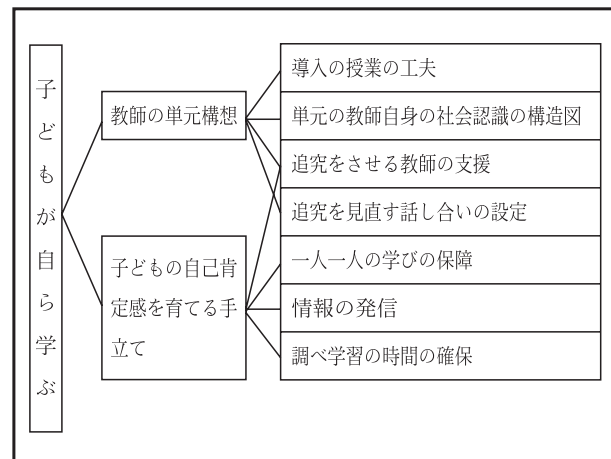 子どもが自ら学ぶ
教師の単元構想
子どもの自己肯
定感を育てる手
立て
導入の授業の工夫
単元の教師自身の社会認識の構造図
追究をさせる教師の支援
追究を見直す話し合いの設定
一人一人の学びの保障
情報の発信
調べ学習の時間の確保